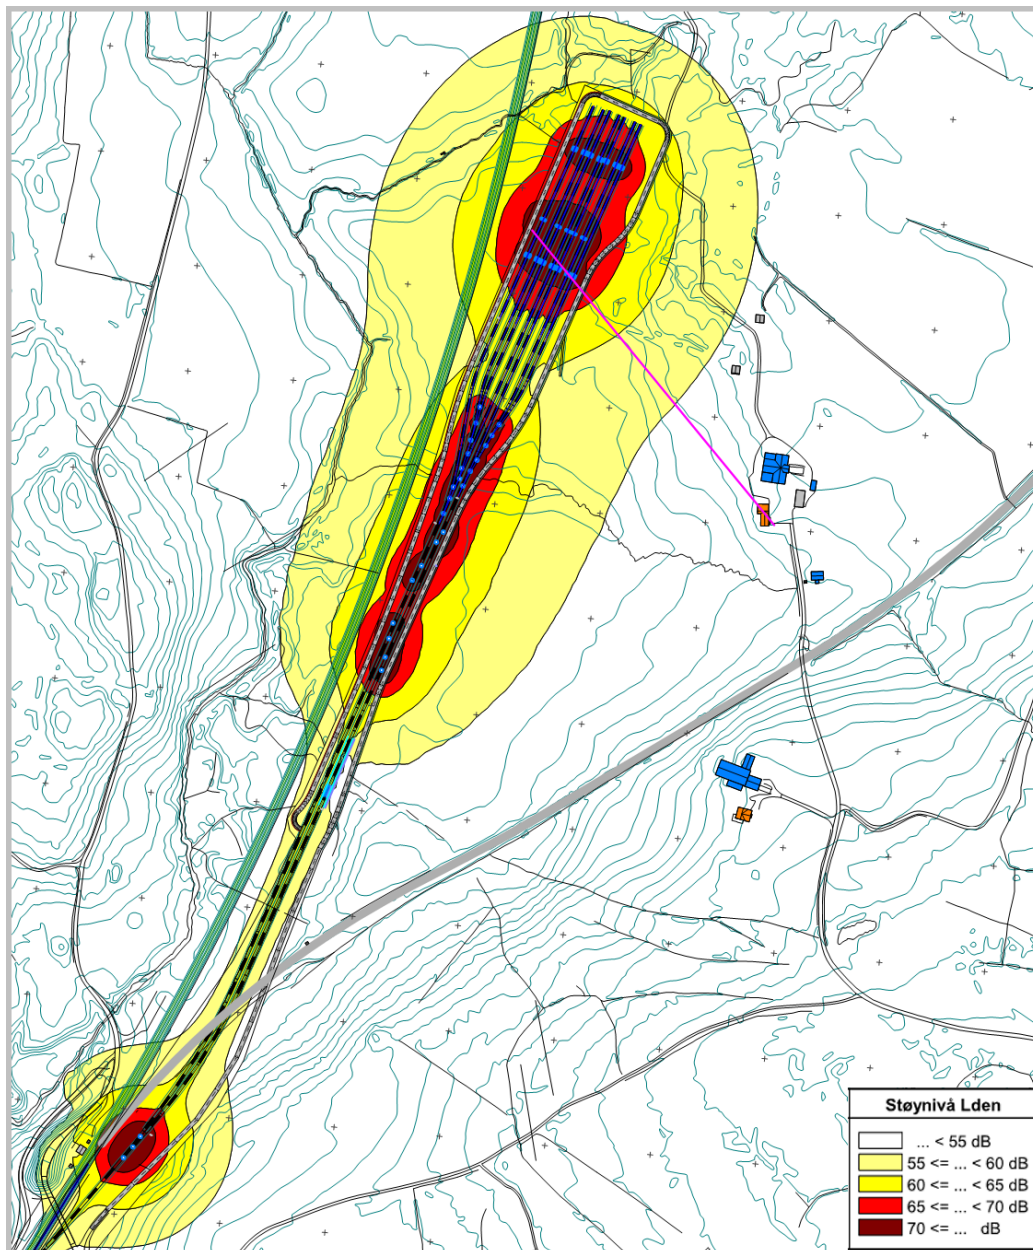 Støynivå Lden
... < 55 dB
55 <= ... < 60 dB
60 <= ... < 65 dB
65 <= ... < 70 dB
70 <= ... dB